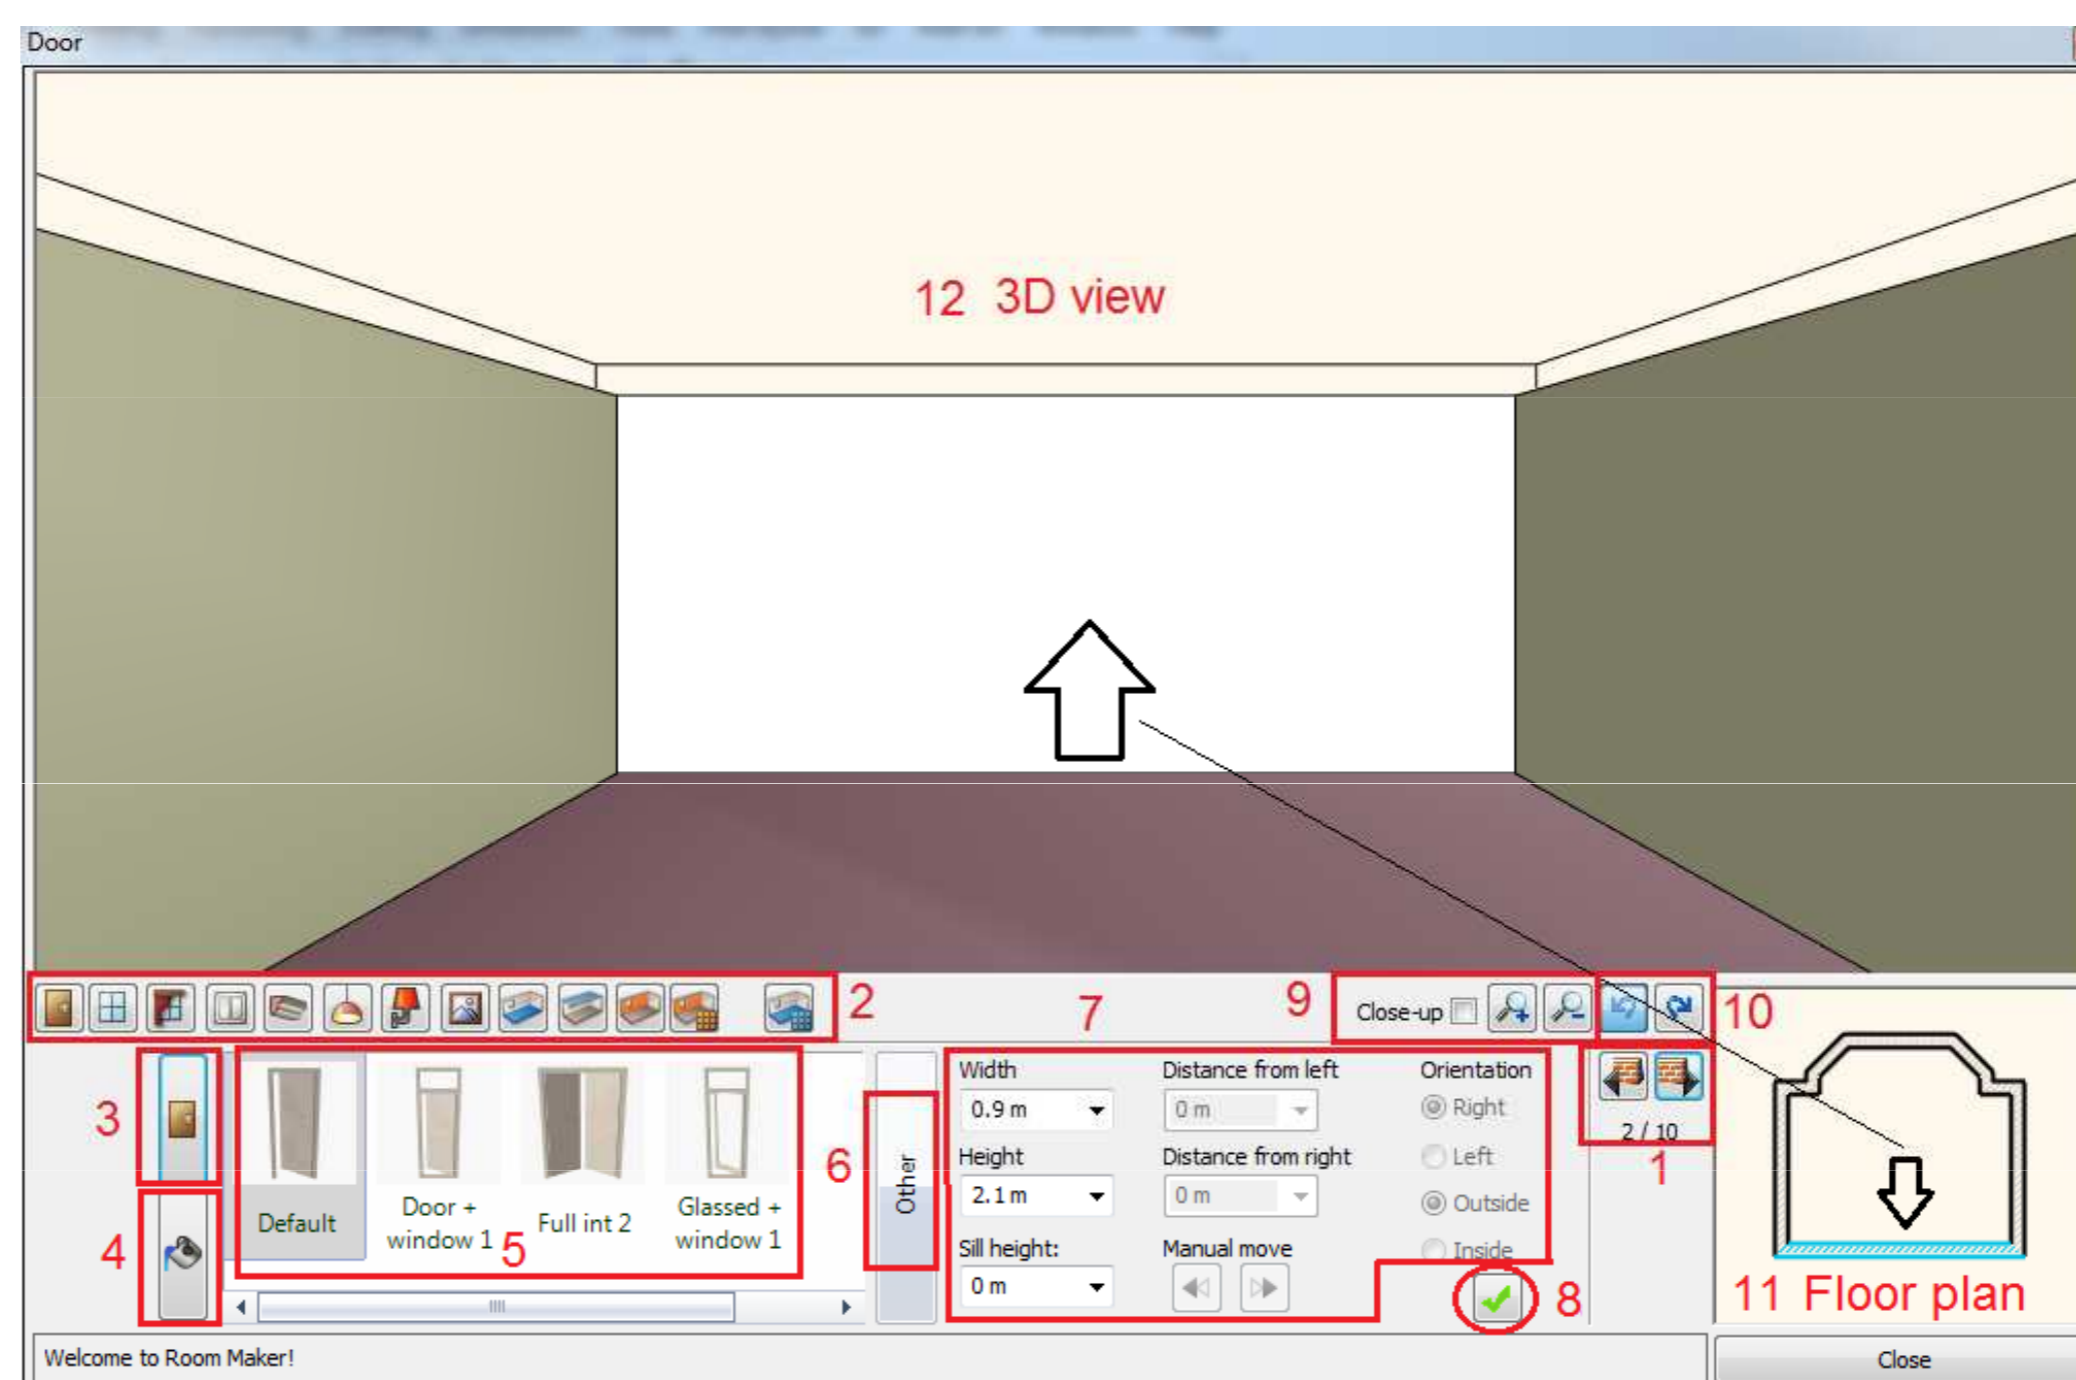 Door
12 3D view
2
7
9
Close-up
10
3
4
Default
Door +
window 1
5
Full int 2
Glassed +
window 1
6
Other
Width
0.9 m
Height
2.1 m
Sill height:
0 m
Distance from left
0 m
Distance from right
0 m
Manual move
Orientation
Right
Left
Outside
Inside
8
2 / 10
1
11 Floor plan
Welcome to Room Maker!
Close